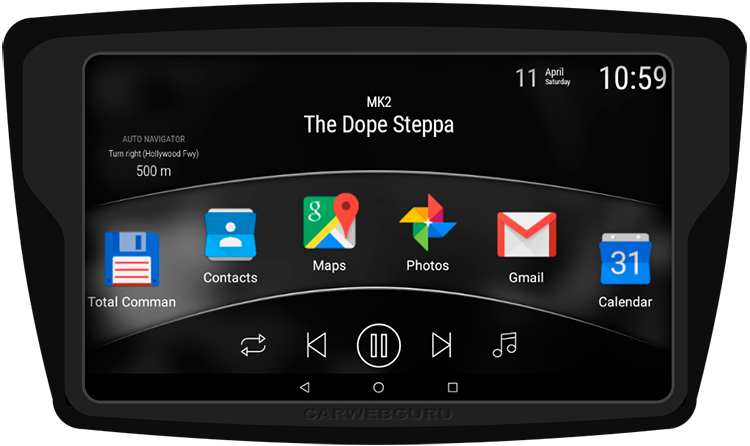 11 April
Saturday
10:59
MK2
The Dope Steppa
AUTO NAVIGATOR
Turn right (Hollywood Fwy)
500 m
Total Comman
Contacts
g
Maps
Photos
Gmail
31
Calendar
CARWEBGURU